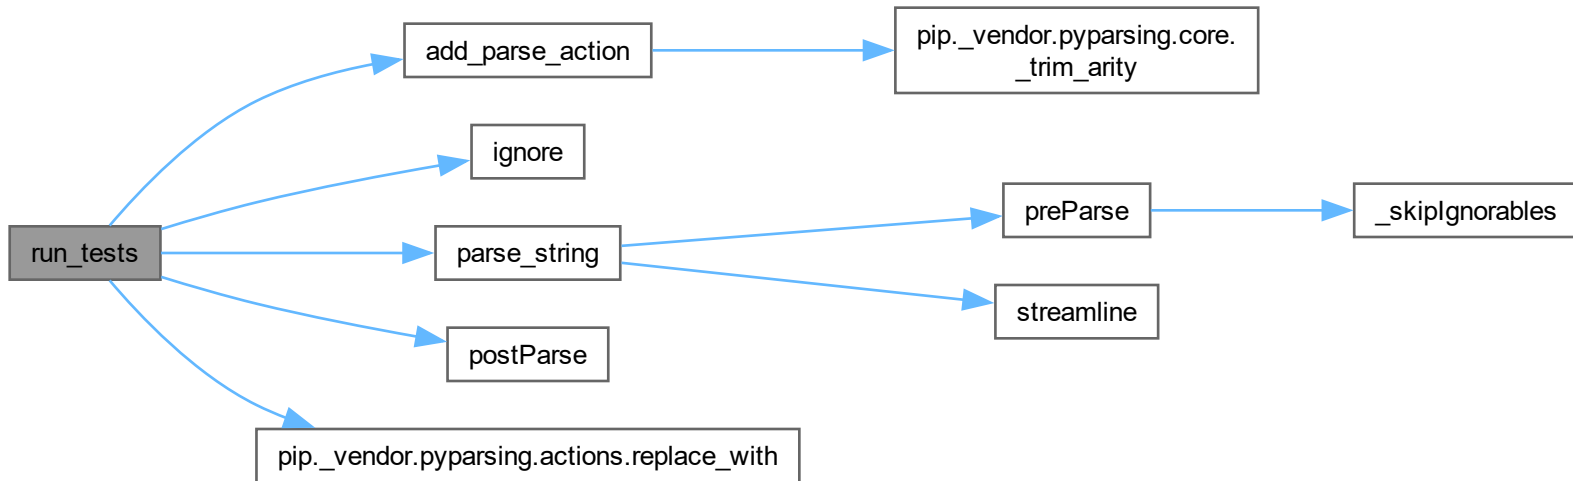 add_parse_action
pip._vendor.pyparsing.core.
_trim_arity
ignore
preParse
_skipIgnorables
run_tests
parse_string
streamline
postParse
pip._vendor.pyparsing.actions.replace_with